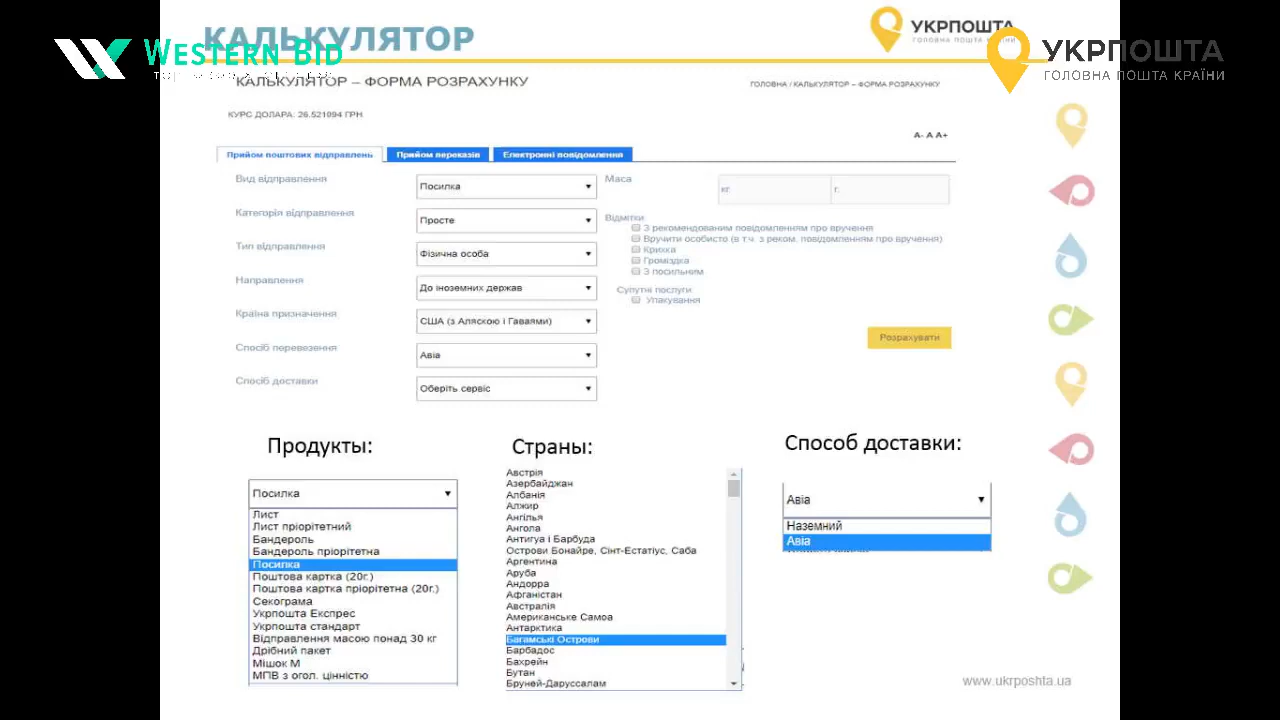 КАЛЬКУЛЯТОР
WESTERN BID
УКРПОШТА
ГОЛОВНА ПОШТА КРАЇНИ
УКРПОШТА
ГОЛОВНА ПОШТА КРАЇНИ
КАЛЬКУЛЯТОР – ФОРМА РОЗРАХУНКУ
ГОЛОВНА / КАЛЬКУЛЯТОР – ФОРМА РОЗРАХУНКУ
КУРС ДОЛАРА: 26.521094 ГРН
A- A A+
Прийом поштових відправлень
Прийом переказів
Електронні повідомлення
Вид відправлення
Посилка
Категорія відправлення
Просте
Тип відправлення
Фізична особа
Направлення
До іноземних держав
Країна призначення
США (з Аляскою і Гаваями)
Спосіб перевезення
Авіа
Спосіб доставки
Оберіть сервіс
Маса
кг
г.
Відмітки
З рекомендованим повідомленням про вручення
Вручити особисто (в т.ч. з реком. повідомленням про вручення)
Крихка
Громіздка
З посильним
Супутні послуги
Упакування
Розрахувати
Продукты:
Посилка
Лист
Лист пріорітетний
Бандероль
Бандероль пріорітетна
Посилка
Поштова картка (20г.)
Поштова картка пріорітетна (20г.)
Секограма
Укрпошта Експрес
Укрпошта стандарт
Відправлення масою понад 30 кг
Дрібний пакет
Мішок М
МПВ з огол. цінністю
Страны:
Австрія
Азербайджан
Албанія
Алжир
Ангілья
Ангола
Антигуа і Барбуда
Острови Бонайре, Сінт-Естатіус, Саба
Аргентина
Аруба
Андорра
Афганістан
Австралія
Американське Самоа
Антарктика
Багамські Острови
Барбадос
Бахрейн
Бутан
Бруней-Даруссалам
Способ доставки:
Авіа
Наземний
Авіа
www.ukrposhta.ua